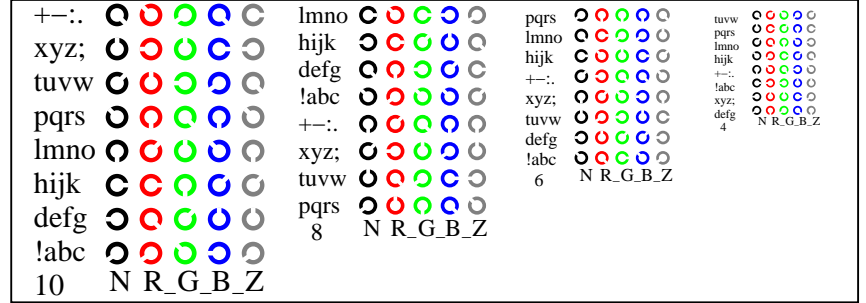 +−:.
xyz;
tuvw
pqrs
lmno
hijk
defg
!abc
10 N R_G_B_Z
lmno
hijk
defg
!abc
+−:.
xyz;
tuvw
pqrs
8 N R_G_B_Z
pqrs
lmno
hijk
+−:.
xyz;
tuvw
defg
!abc
6 N R_G_B_Z
tuvw
pqrs
lmno
hijk
+−:.
!abc
xyz;
defg
4 N R_G_B_Z